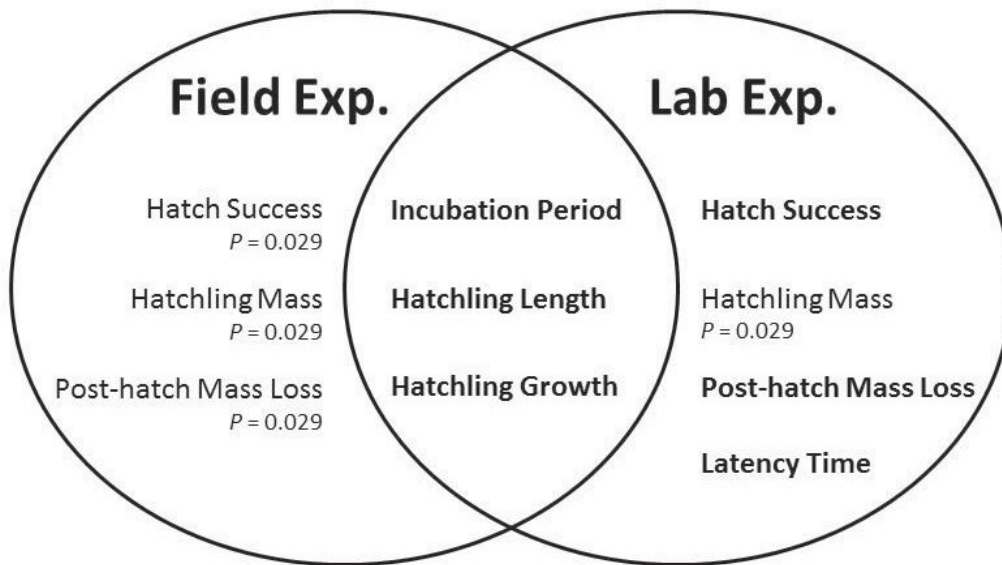 Field Exp.
Lab Exp.
Hatch Success
P = 0.029
Incubation Period
Hatch Success
Hatchling Mass
P = 0.029
Hatchling Length
Hatchling Mass
P = 0.029
Post-hatch Mass Loss
P = 0.029
Hatchling Growth
Post-hatch Mass Loss
Latency Time